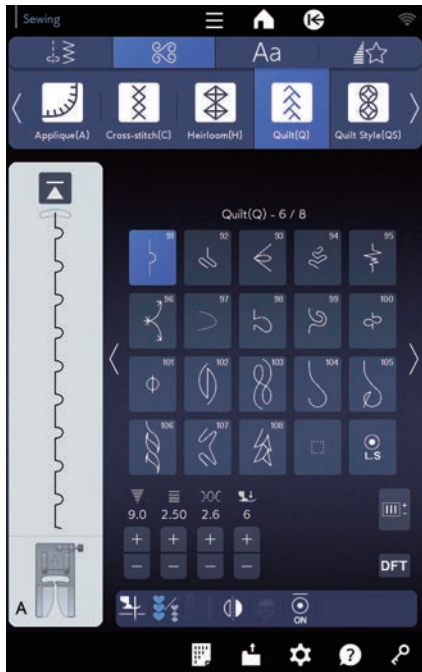 Sewing
Aa
Applique(A) Cross-stitch(C) Heirloom(H) Quilt(Q) Quilt Style(QS)
Quilt(Q) - 6 / 8
91 92 93 94 95
96 97 98 99 100
101 102 103 104 105
106 107 108
L.S
9.0 2.50 2.6 6
+ + + +
- - - -
DFT
A
ON
?